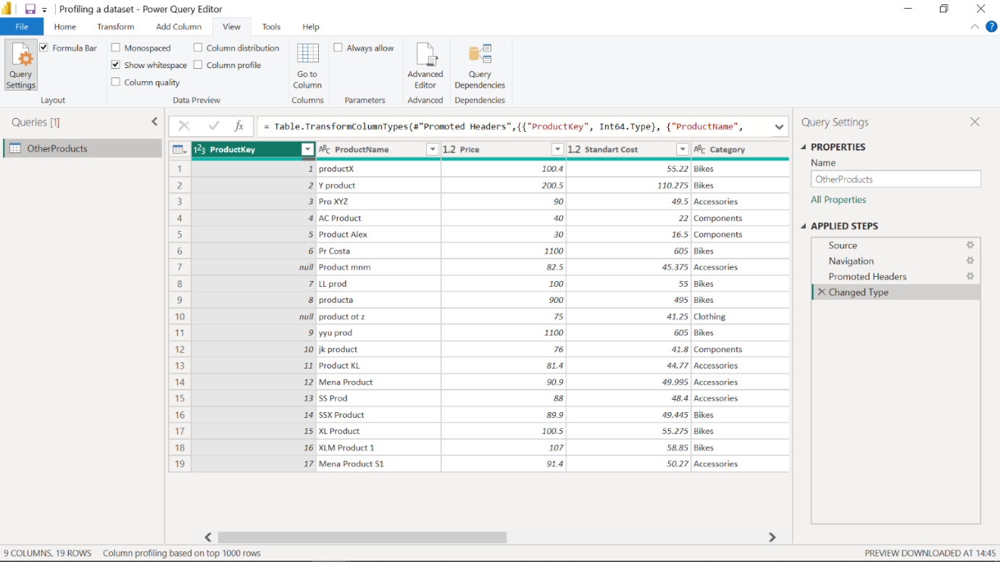 Profiling a dataset - Power Query Editor
File Home Transform Add Column View Tools Help
Query Settings
Formula Bar
Layout
Monospaced
Show whitespace
Column quality
Column distribution
Column profile
Data Preview
Go to Column
Columns
Always allow
Parameters
Advanced Editor
Advanced
Query Dependencies
Dependencies
Queries [1]
OtherProducts
fx = Table.TransformColumnTypes(#"Promoted Headers",{{"ProductKey", Int64.Type}, {"ProductName",
123 ProductKey ABC ProductName 1.2 Price 1.2 Standart Cost ABC Category
1 1 productX 100.4 55.22 Bikes
2 2 Y product 200.5 110.275 Bikes
3 3 Pro XYZ 90 49.5 Accessories
4 4 AC Product 40 22 Components
5 5 Product Alex 30 16.5 Components
6 6 Pr Costa 1100 605 Bikes
7 null Product mnm 82.5 45.375 Accessories
8 7 LL prod 100 55 Bikes
9 8 producta 900 495 Bikes
10 null product ot z 75 41.25 Clothing
11 9 yyu prod 1100 605 Bikes
12 10 jk product 76 41.8 Components
13 11 Product KL 81.4 44.77 Accessories
14 12 Mena Product 90.9 49.995 Accessories
15 13 SS Prod 88 48.4 Accessories
16 14 SSX Product 89.9 49.445 Bikes
17 15 XL Product 100.5 55.275 Bikes
18 16 XLM Product 1 107 58.85 Bikes
19 17 Mena Product S1 91.4 50.27 Accessories
Query Settings
PROPERTIES
Name
OtherProducts
All Properties
APPLIED STEPS
Source
Navigation
Promoted Headers
Changed Type
9 COLUMNS, 19 ROWS Column profiling based on top 1000 rows PREVIEW DOWNLOADED AT 14:45